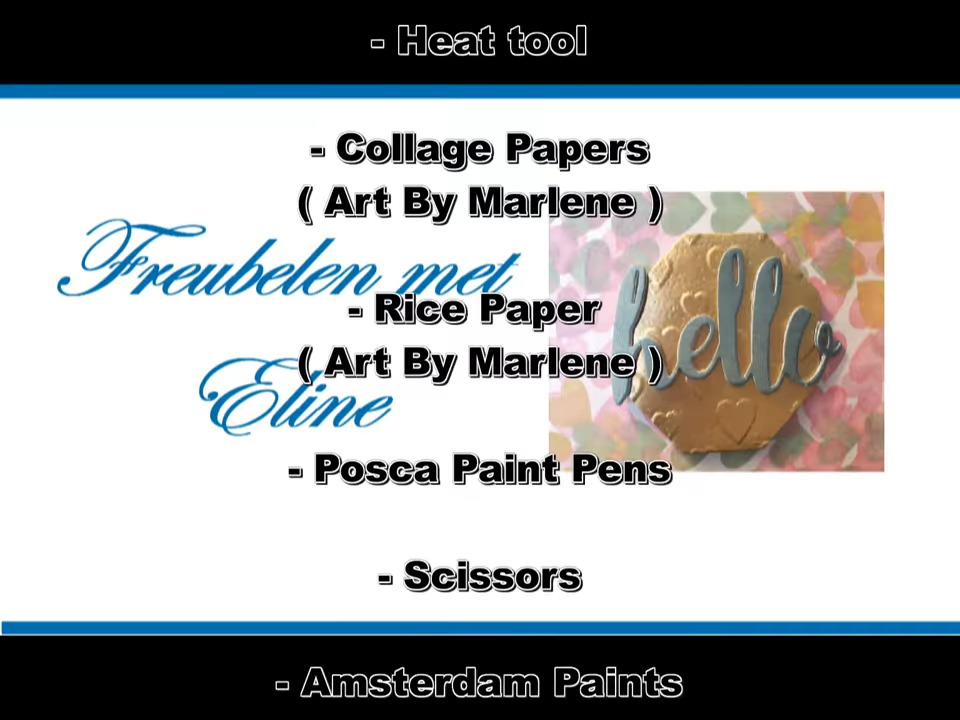 - Heat tool
- Collage Papers
( Art By Marlene )
Freubelen met
- Rice Paper
( Art By Marlene )
hello
Eline
- Posca Paint Pens
- Scissors
- Amsterdam Paints